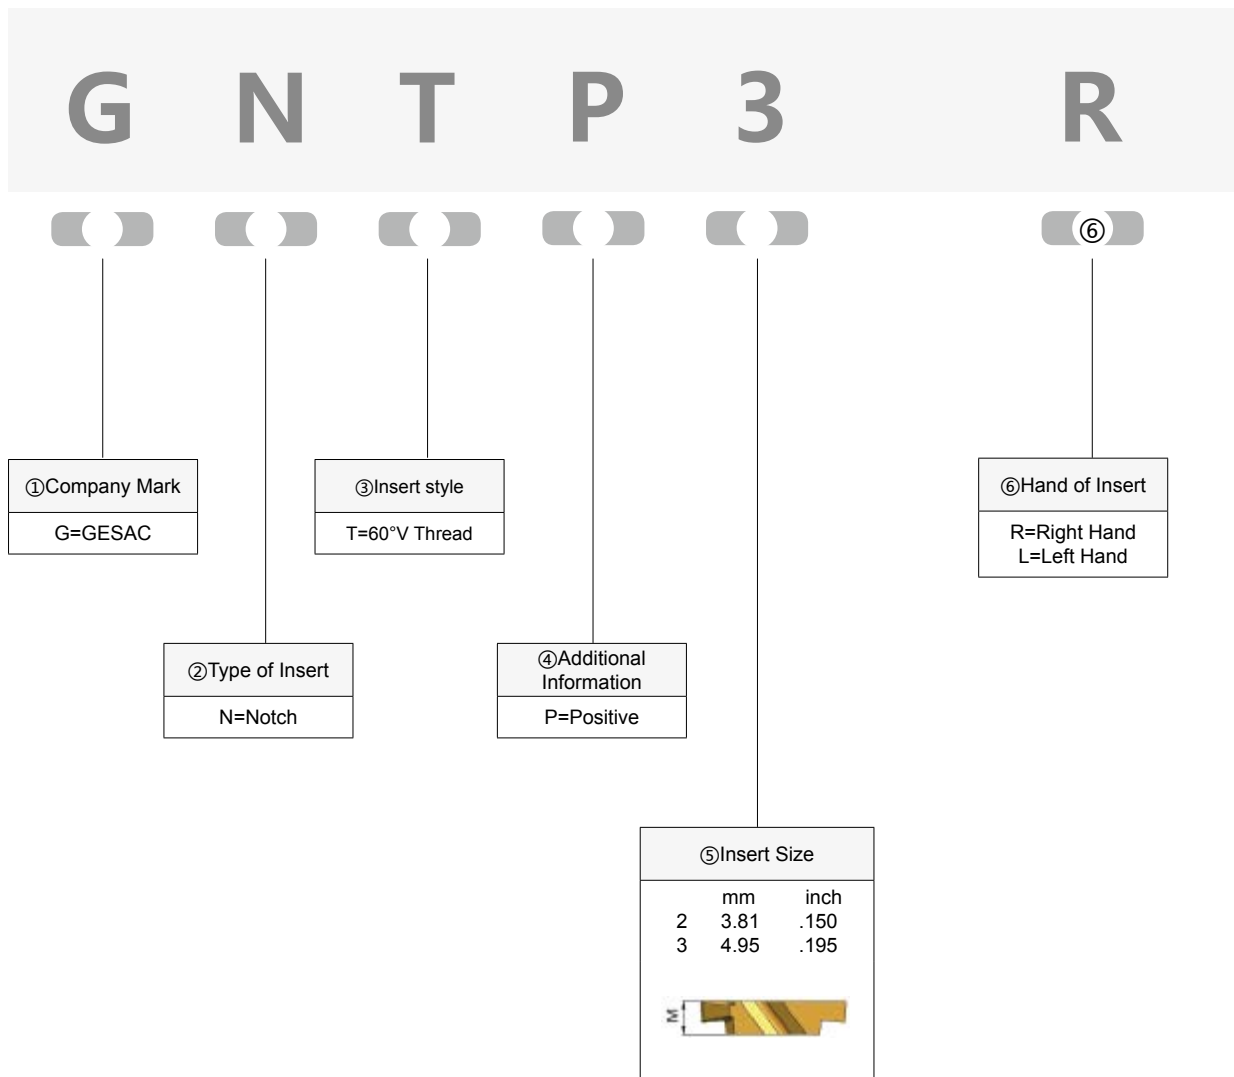 G N T P 3 R
⑥
①Company Mark
G=GESAC
③Insert style
T=60°V Thread
⑥Hand of Insert
R=Right Hand
L=Left Hand
②Type of Insert
N=Notch
④Additional
Information
P=Positive
⑤Insert Size
mm inch
2 3.81 .150
3 4.95 .195
M